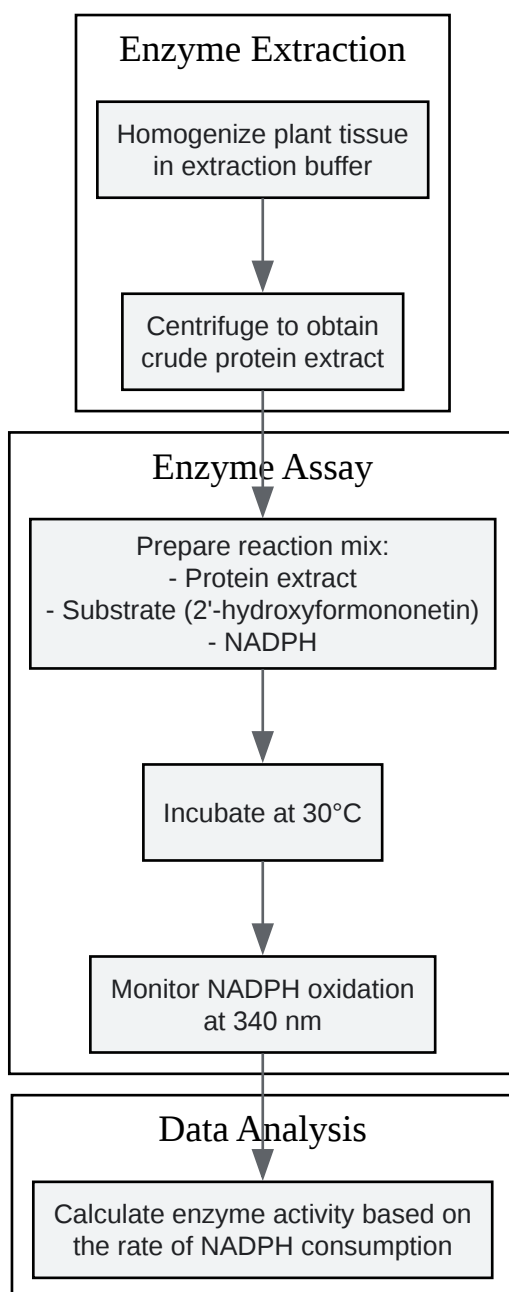 Enzyme Extraction
Homogenize plant tissue
in extraction buffer
Centrifuge to obtain
crude protein extract
Enzyme Assay
Prepare reaction mix:
- Protein extract
- Substrate (2'-hydroxyformononetin)
- NADPH
Incubate at 30°C
Monitor NADPH oxidation
at 340 nm
Data Analysis
Calculate enzyme activity based on
the rate of NADPH consumption